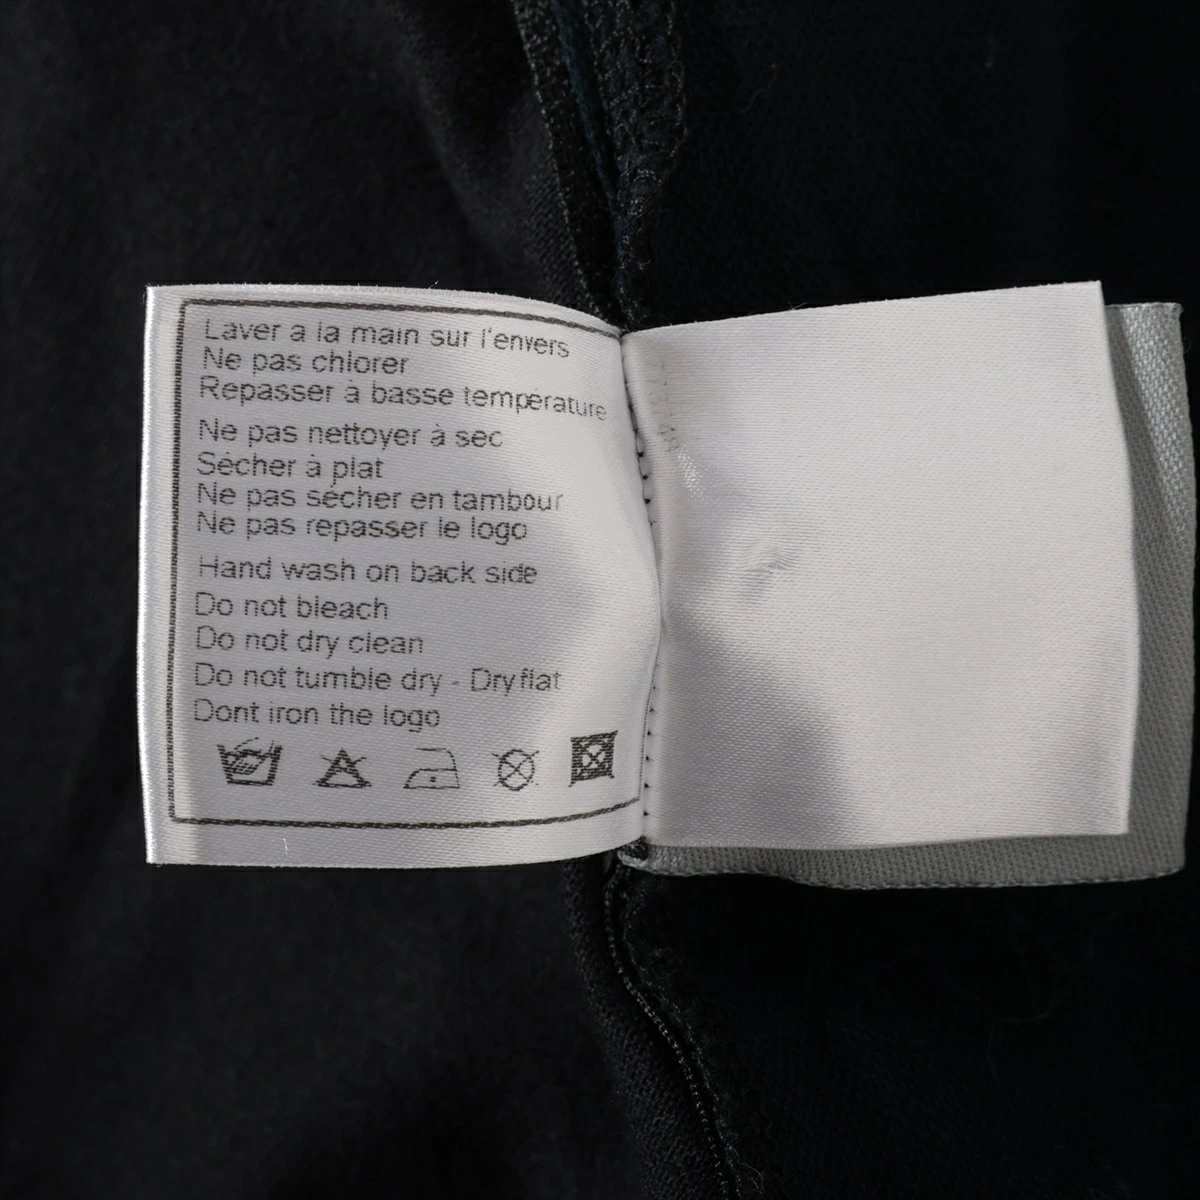 Laver a la main sur l'envers
Ne pas chlorer
Repasser à basse temperature
Ne pas nettoyer à sec
Sécher à plat
Ne pas sécher en tambour
Ne pas repasser le logo
Hand wash on back side
Do not bleach
Do not dry clean
Do not tumble dry - Dry flat
Dont iron the logo